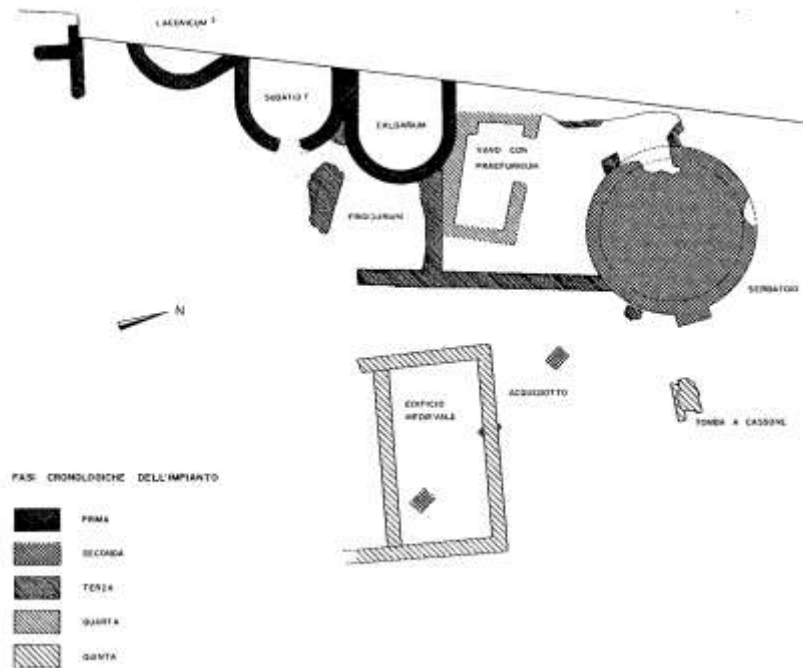 LACONICUM ?
SUDATIO ?
CALDARIUM
VANO CON
PRAEFURNIUM
FRIGIDARIUM
SERBATOIO
N
EDIFICIO
MEDIEVALE
ACQUEDOTTO
TOMBA A CASSONE
FASI CRONOLOGICHE DELL'IMPIANTO
PRIMA
SECONDA
TERZA
QUARTA
QUINTA